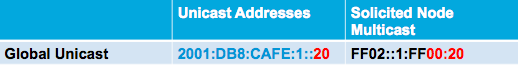 Unicast Addresses
Solicited Node
Multicast
Global Unicast
2001:DB8:CAFE:1::20
FF02::1:FF00:20